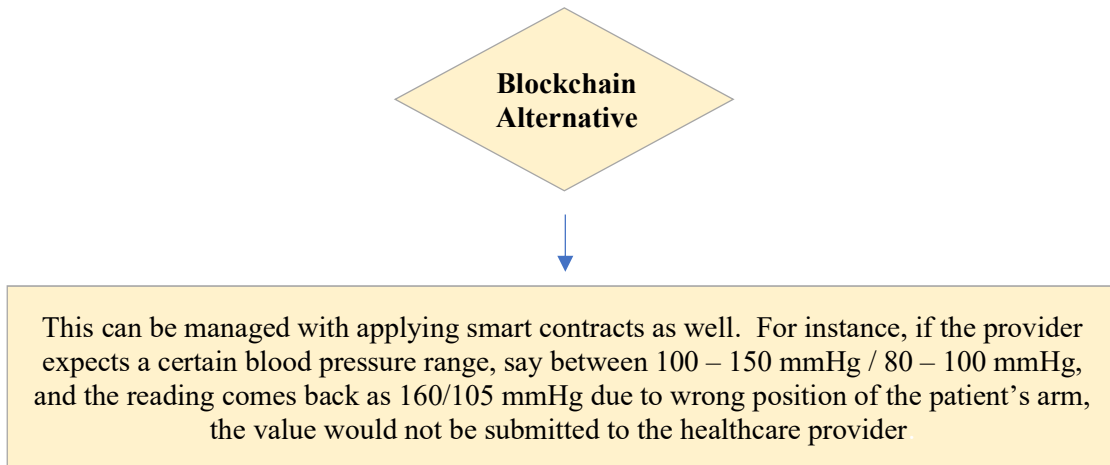 Blockchain
Alternative
This can be managed with applying smart contracts as well.  For instance, if the provider
expects a certain blood pressure range, say between 100 – 150 mmHg / 80 – 100 mmHg,
and the reading comes back as 160/105 mmHg due to wrong position of the patient’s arm,
the value would not be submitted to the healthcare provider.